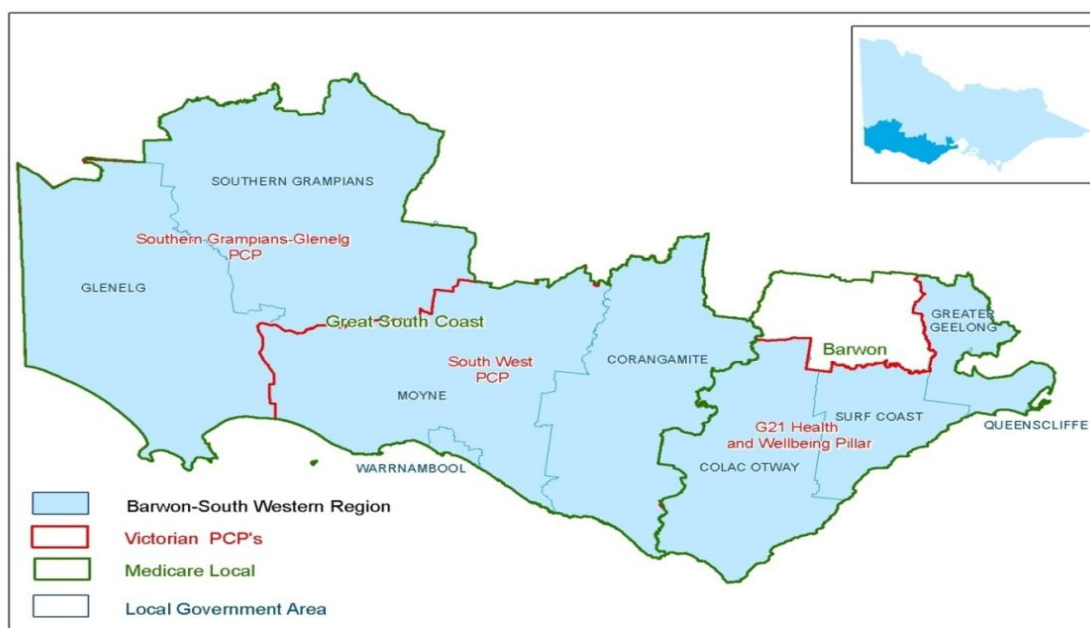 SOUTHERN GRAMPIANS
Southern Grampians-Glenelg
PCP
GLENELG
Great South Coast
South West
PCP
MOYNE
CORANGAMITE
WARRNAMBOOL
Barwon
GREATER
GEELONG
SURF COAST
G21 Health
and Wellbeing Pillar
COLAC OTWAY
QUEENSCLIFFE
Barwon-South Western Region
Victorian PCP's
Medicare Local
Local Government Area